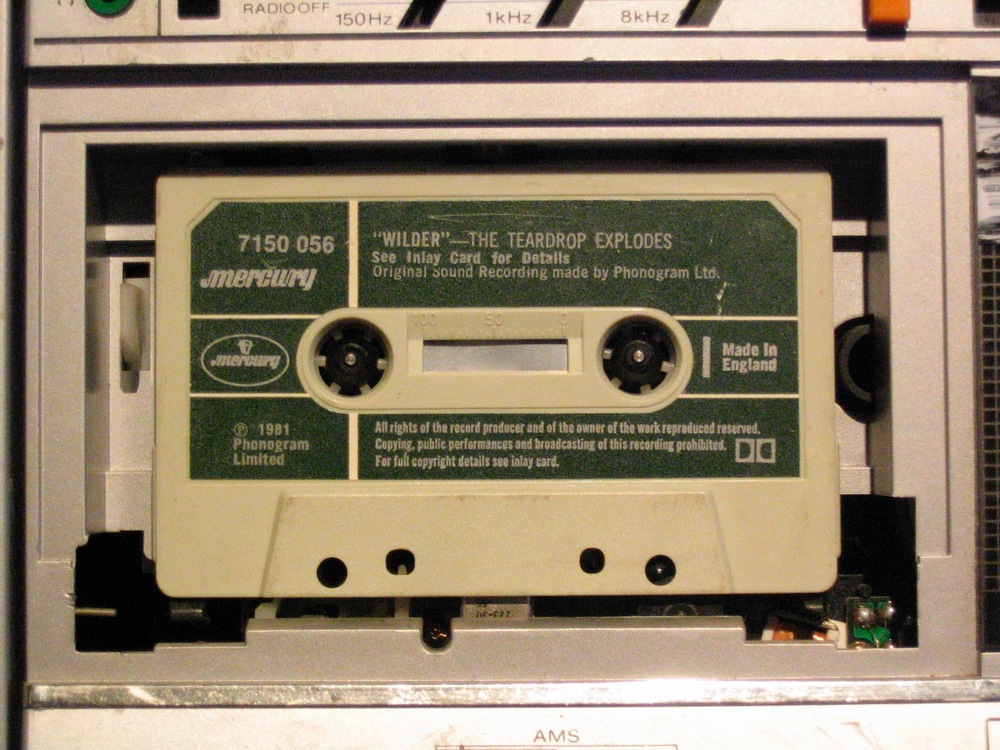 RADIO OFF
150Hz 1kHz 8kHz
7150 056
mercury
"WILDER"—THE TEARDROP EXPLODES
See Inlay Card for Details
Original Sound Recording made by Phonogram Ltd.
100 50 0
mercury
Made in
England
℗ 1981
Phonogram
Limited
All rights of the record producer and of the owner of the work reproduced reserved.
Copying, public performances and broadcasting of this recording prohibited.
For full copyright details see inlay card.
AMS